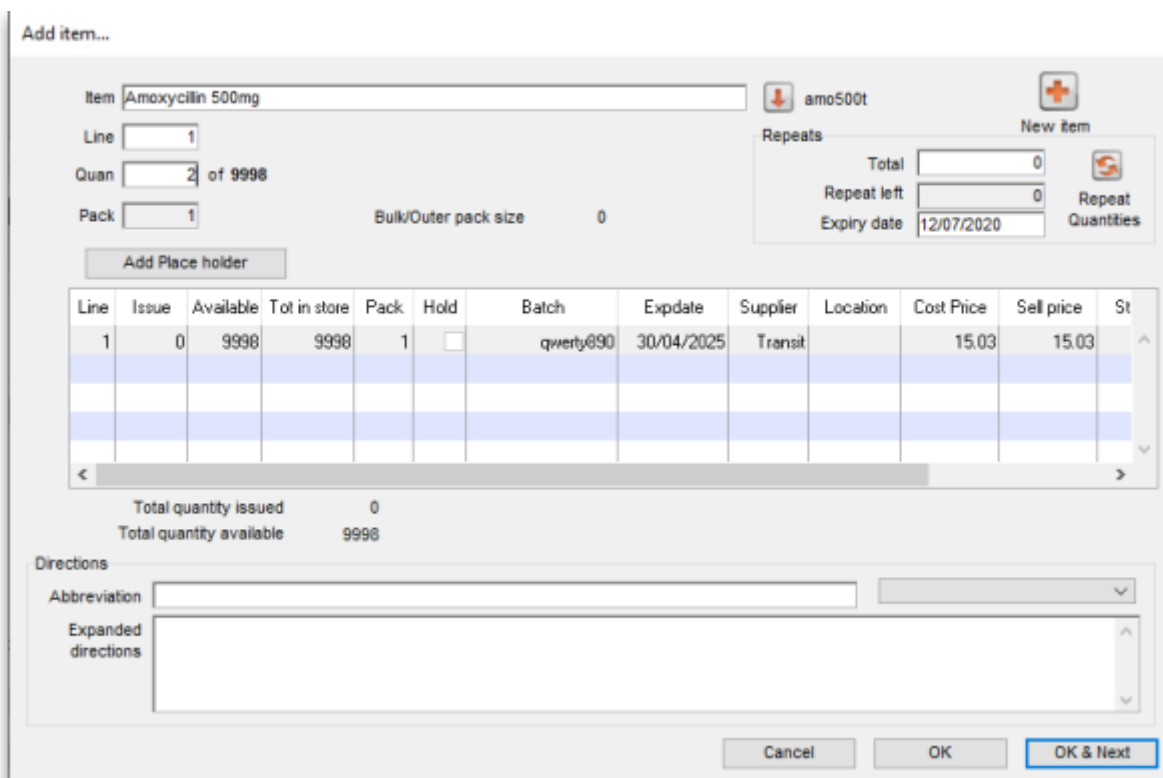 Add item...
Item Amoxycillin 500mg amo500t
New item
Line 1
Repeats
Quan 2 of 9998
Total 0
Repeat left 0
Repeat Quantities
Pack 1 Bulk/Outer pack size 0
Expiry date 12/07/2020
Add Place holder
Line Issue Available Tot in store Pack Hold Batch Expdate Supplier Location Cost Price Sell price St
1 0 9998 9998 1 qwerty890 30/04/2025 Transit 15.03 15.03
Total quantity issued 0
Total quantity available 9998
Directions
Abbreviation
Expanded
directions
Cancel OK OK & Next